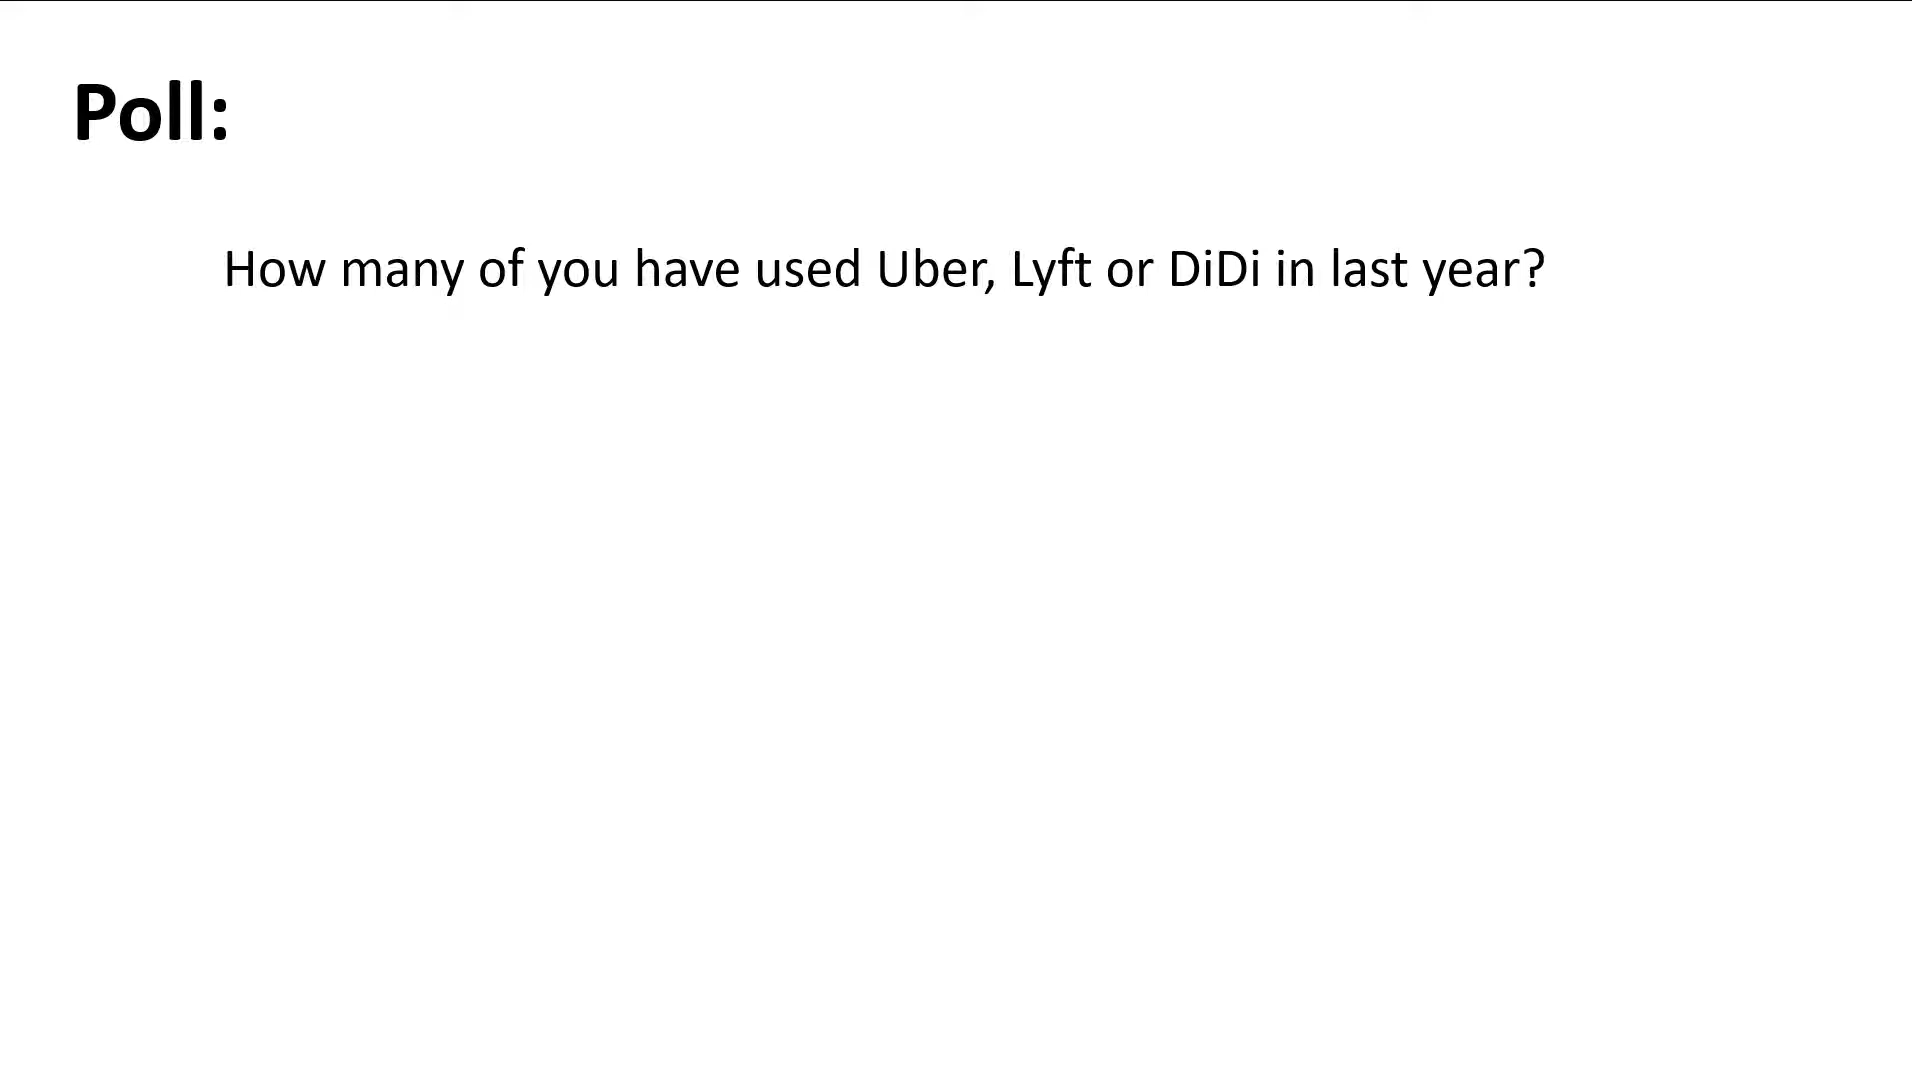 Poll:
How many of you have used Uber, Lyft or DiDi in last year?